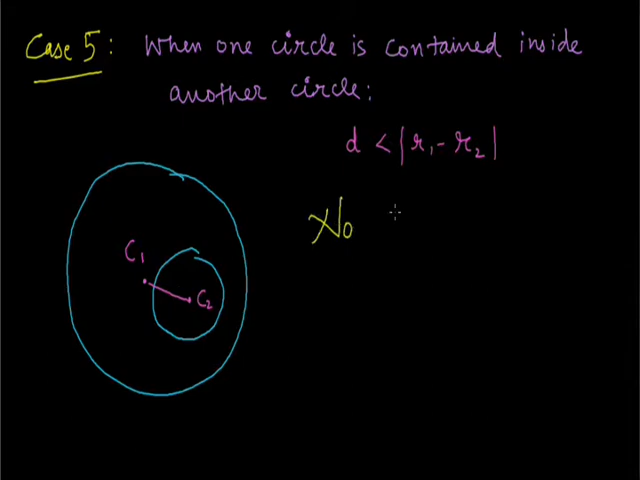 Case 5: When one circle is contained inside
another circle:
d < |r₁ - r₂|
No
C₁
C₂